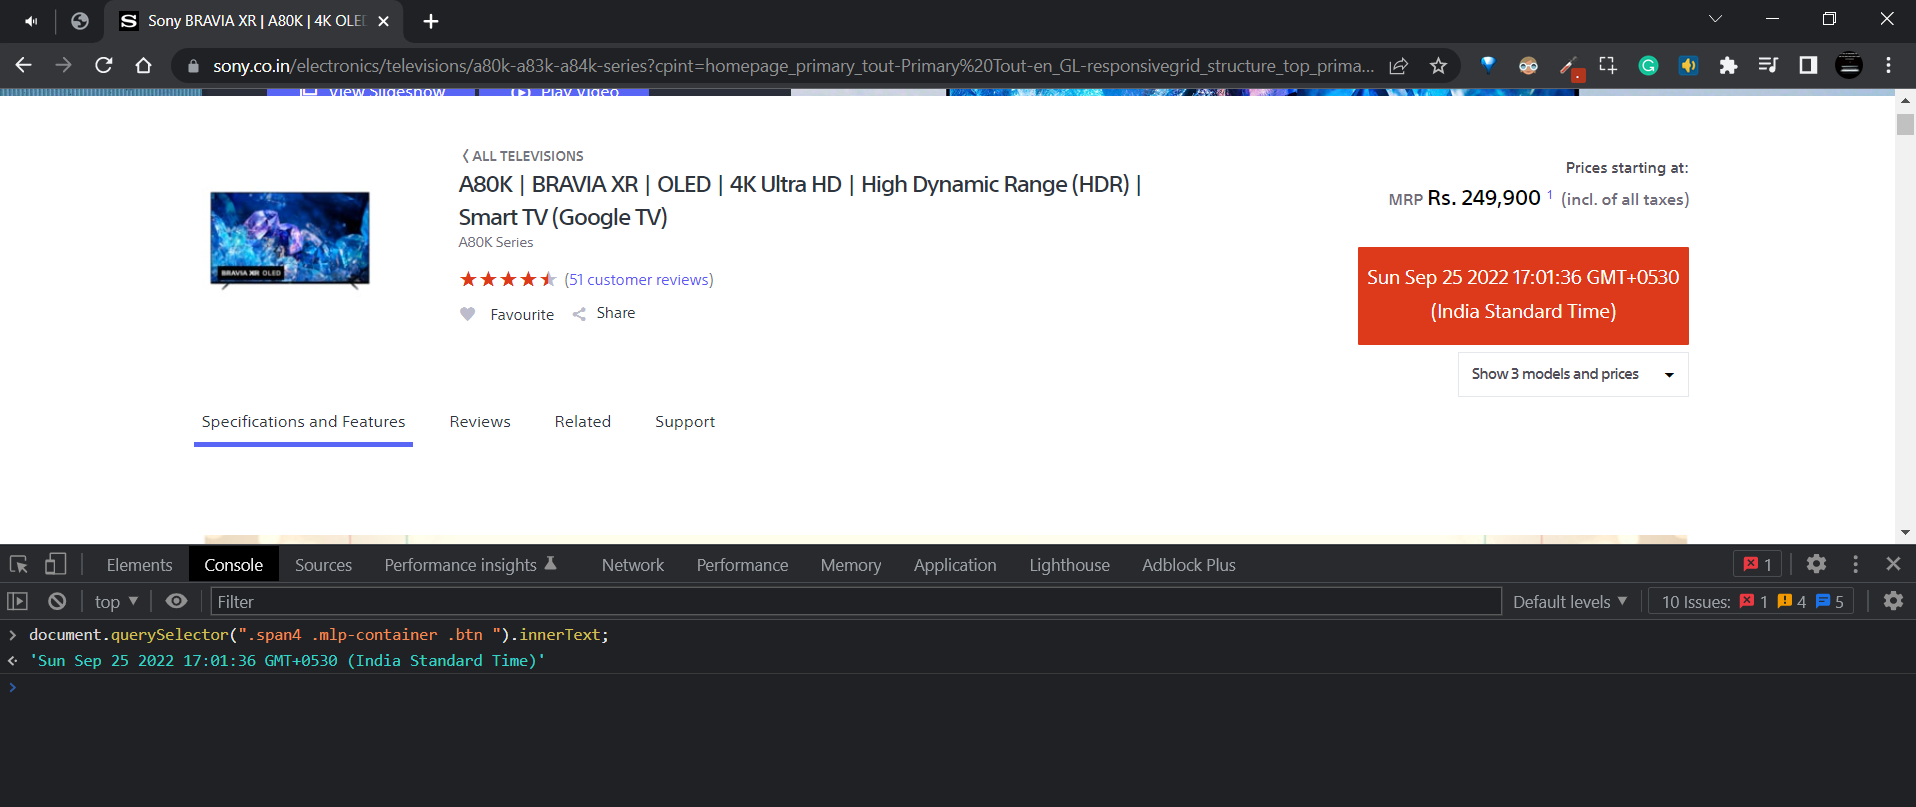 Sony BRAVIA XR | A80K | 4K OLE
sony.co.in/electronics/televisions/a80k-a83k-a84k-series?cpint=homepage_primary_tout-Primary%20Tout-en_GL-responsivegrid_structure_top_prima...
View Slideshow
Play Video
ALL TELEVISIONS
A80K | BRAVIA XR | OLED | 4K Ultra HD | High Dynamic Range (HDR) |
Smart TV (Google TV)
A80K Series
BRAVIA XR OLED
(51 customer reviews)
Favourite
Share
Prices starting at:
MRP Rs. 249,900 1 (incl. of all taxes)
Sun Sep 25 2022 17:01:36 GMT+0530
(India Standard Time)
Show 3 models and prices
Specifications and Features Reviews Related Support
Elements Console Sources Performance insights Network Performance Memory Application Lighthouse Adblock Plus 1
top Filter Default levels 10 Issues: 1 4 5
document.querySelector(".span4 .mlp-container .btn ").innerText;
'Sun Sep 25 2022 17:01:36 GMT+0530 (India Standard Time)'